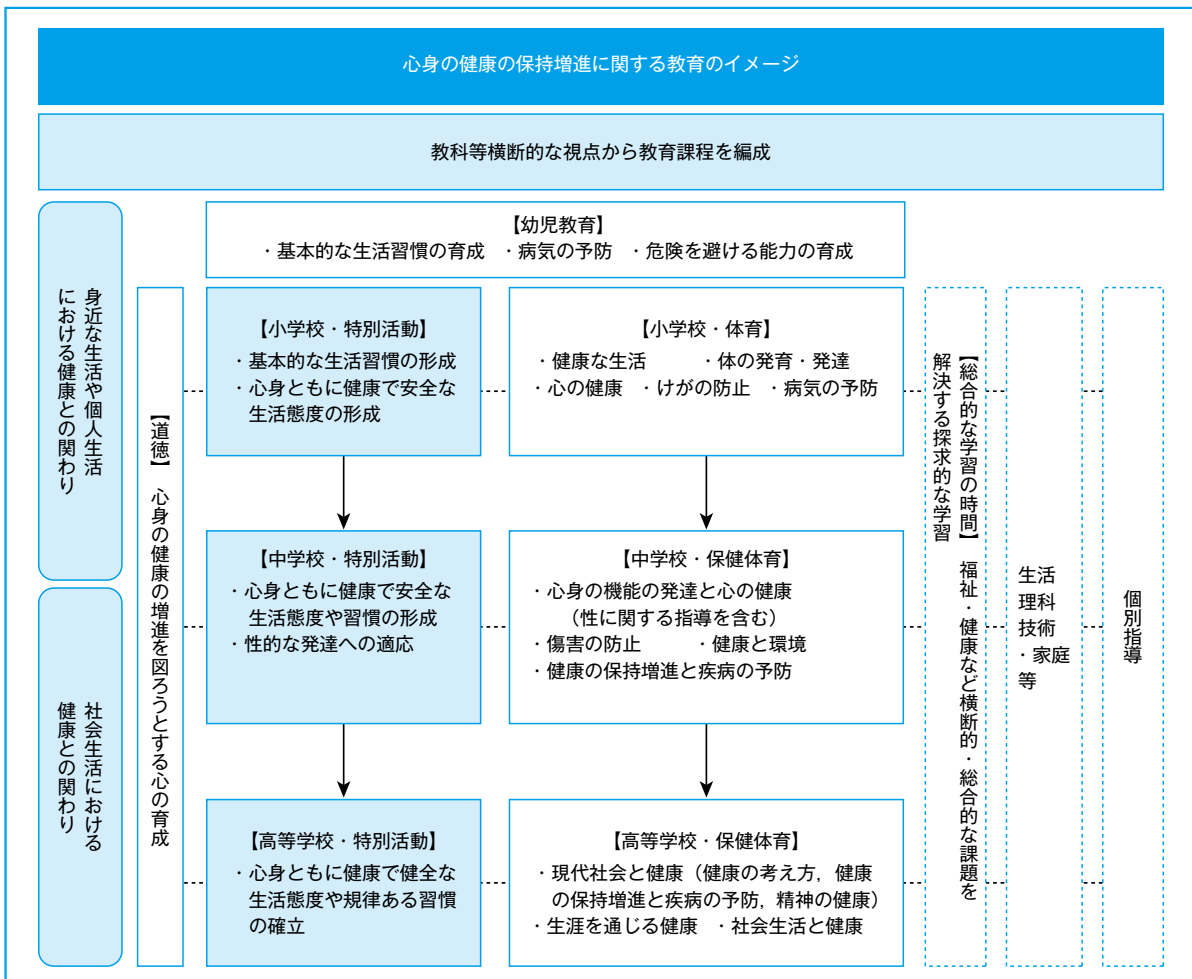 心身の健康の保持増進に関する教育のイメージ
教科等横断的な視点から教育課程を編成
身近な生活や個人生活
における健康との関わり
社会生活における
健康との関わり
【道徳】 心身の健康の増進を図ろうとする心の育成
【幼児教育】
・基本的な生活習慣の育成 ・病気の予防 ・危険を避ける能力の育成
【小学校・特別活動】
・基本的な生活習慣の形成
・心身ともに健康で安全な
生活態度の形成
【小学校・体育】
・健康な生活 ・体の発育・発達
・心の健康 ・けがの防止 ・病気の予防
【中学校・特別活動】
・心身ともに健康で安全な
生活態度や習慣の形成
・性的な発達への適応
【中学校・保健体育】
・心身の機能の発達と心の健康
（性に関する指導を含む）
・傷害の防止 ・健康と環境
・健康の保持増進と疾病の予防
【高等学校・特別活動】
・心身ともに健康で健全な
生活態度や規律ある習慣
の確立
【高等学校・保健体育】
・現代社会と健康（健康の考え方，健康
の保持増進と疾病の予防，精神の健康）
・生涯を通じる健康 ・社会生活と健康
【総合的な学習の時間】 福祉・健康など横断的・総合的な課題を
解決する探求的な学習
生活
理科
技術
・家庭
等
個別指導